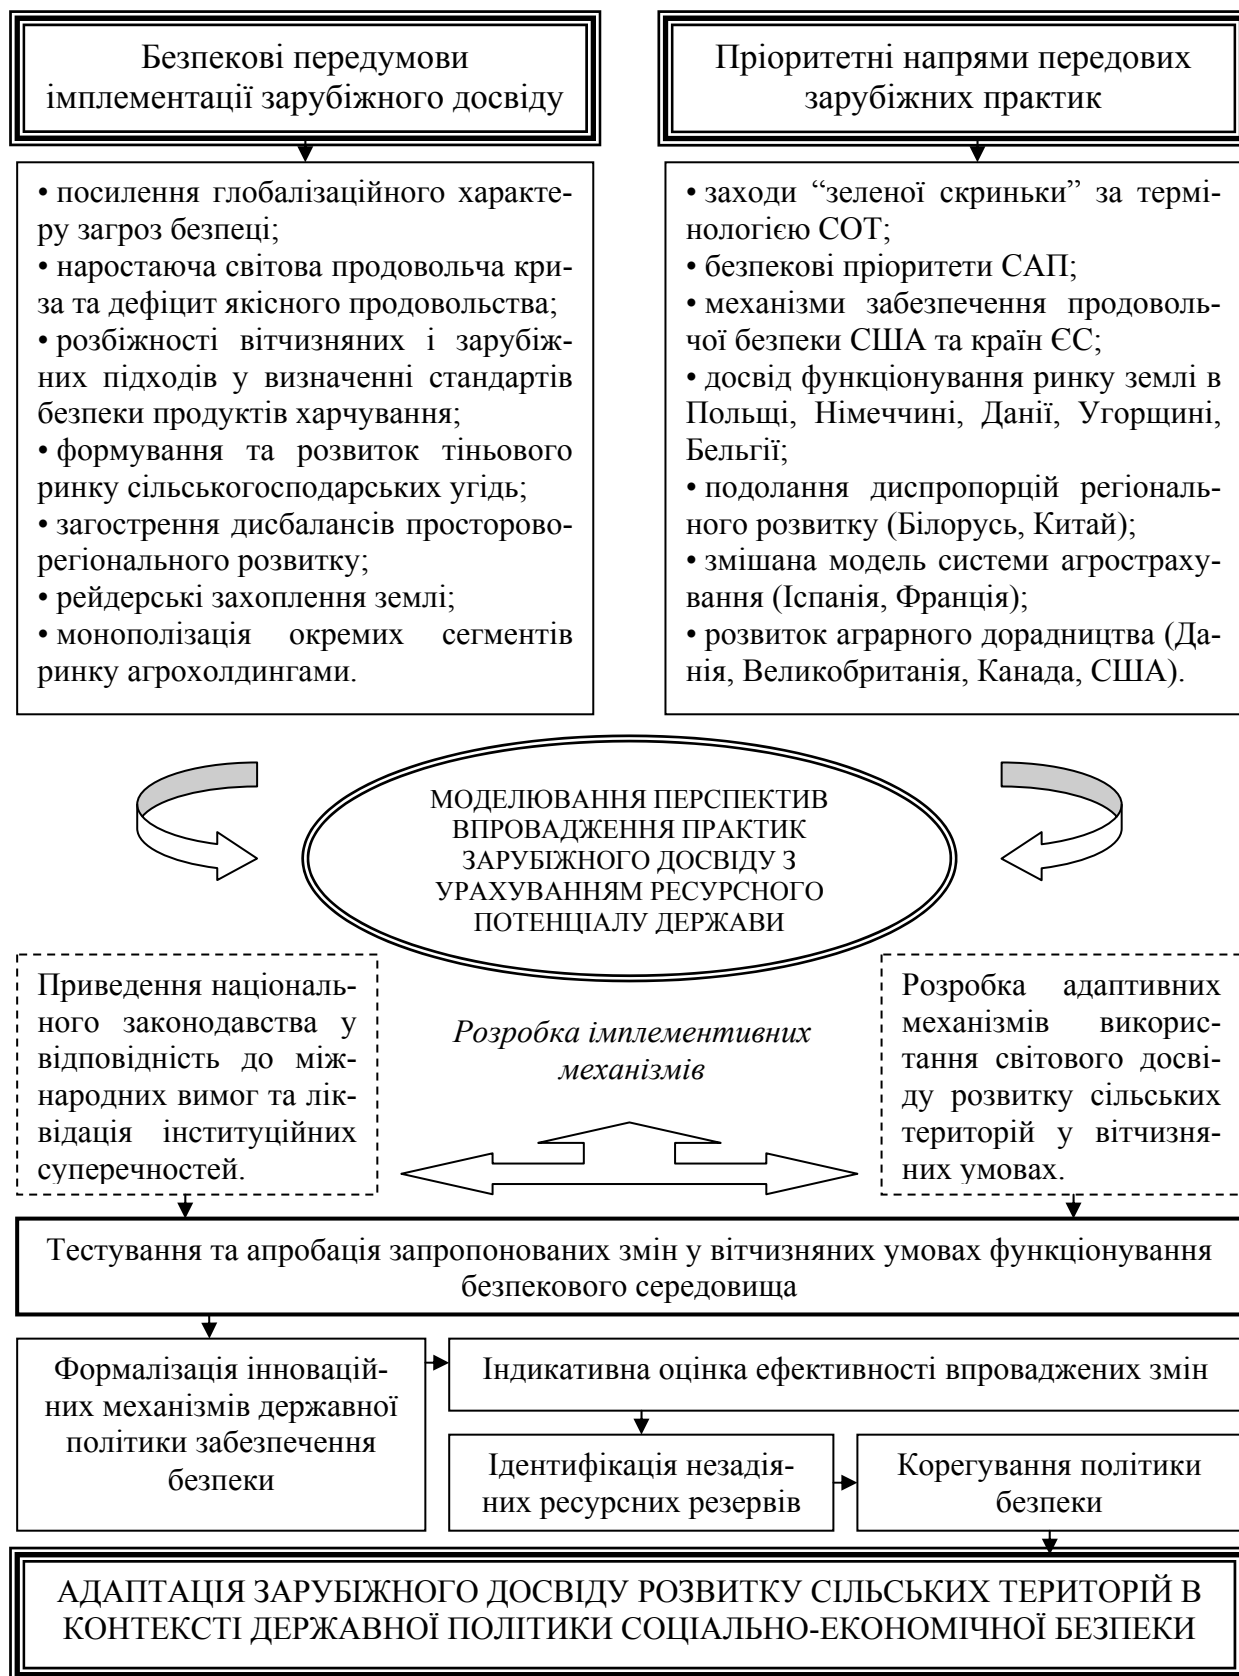 Безпекові передумови
імплементації зарубіжного досвіду
Пріоритетні напрями передових
зарубіжних практик
• посилення глобалізаційного характе-
ру загроз безпеці;
• наростаюча світова продовольча кри-
за та дефіцит якісного продовольства;
• розбіжності вітчизняних і зарубіж-
них підходів у визначенні стандартів
безпеки продуктів харчування;
• формування та розвиток тіньового
ринку сільськогосподарських угідь;
• загострення дисбалансів просторово-
регіонального розвитку;
• рейдерські захоплення землі;
• монополізація окремих сегментів
ринку агрохолдингами.
• заходи “зеленої скриньки” за термі-
нологією СОТ;
• безпекові пріоритети САП;
• механізми забезпечення продоволь-
чої безпеки США та країн ЄС;
• досвід функціонування ринку землі в
Польщі, Німеччині, Данії, Угорщині,
Бельгії;
• подолання диспропорцій регіональ-
ного розвитку (Білорусь, Китай);
• змішана модель системи агростраху-
вання (Іспанія, Франція);
• розвиток аграрного дорадництва (Да-
нія, Великобританія, Канада, США).
МОДЕЛЮВАННЯ ПЕРСПЕКТИВ
ВПРОВАДЖЕННЯ ПРАКТИК
ЗАРУБІЖНОГО ДОСВІДУ З
УРАХУВАННЯМ РЕСУРСНОГО
ПОТЕНЦІАЛУ ДЕРЖАВИ
Приведення національ-
ного законодавства у
відповідність до між-
народних вимог та лік-
відація інституційних
суперечностей.
Розробка імплементивних
механізмів
Розробка адаптивних
механізмів викорис-
тання світового досві-
ду розвитку сільських
територій у вітчизня-
них умовах.
Тестування та апробація запропонованих змін у вітчизняних умовах функціонування
безпекового середовища
Формалізація інновацій-
них механізмів державної
політики забезпечення
безпеки
Індикативна оцінка ефективності впроваджених змін
Ідентифікація незадія-
них ресурсних резервів
Корегування політики
безпеки
АДАПТАЦІЯ ЗАРУБІЖНОГО ДОСВІДУ РОЗВИТКУ СІЛЬСЬКИХ ТЕРИТОРІЙ В
КОНТЕКСТІ ДЕРЖАВНОЇ ПОЛІТИКИ СОЦІАЛЬНО-ЕКОНОМІЧНОЇ БЕЗПЕКИ